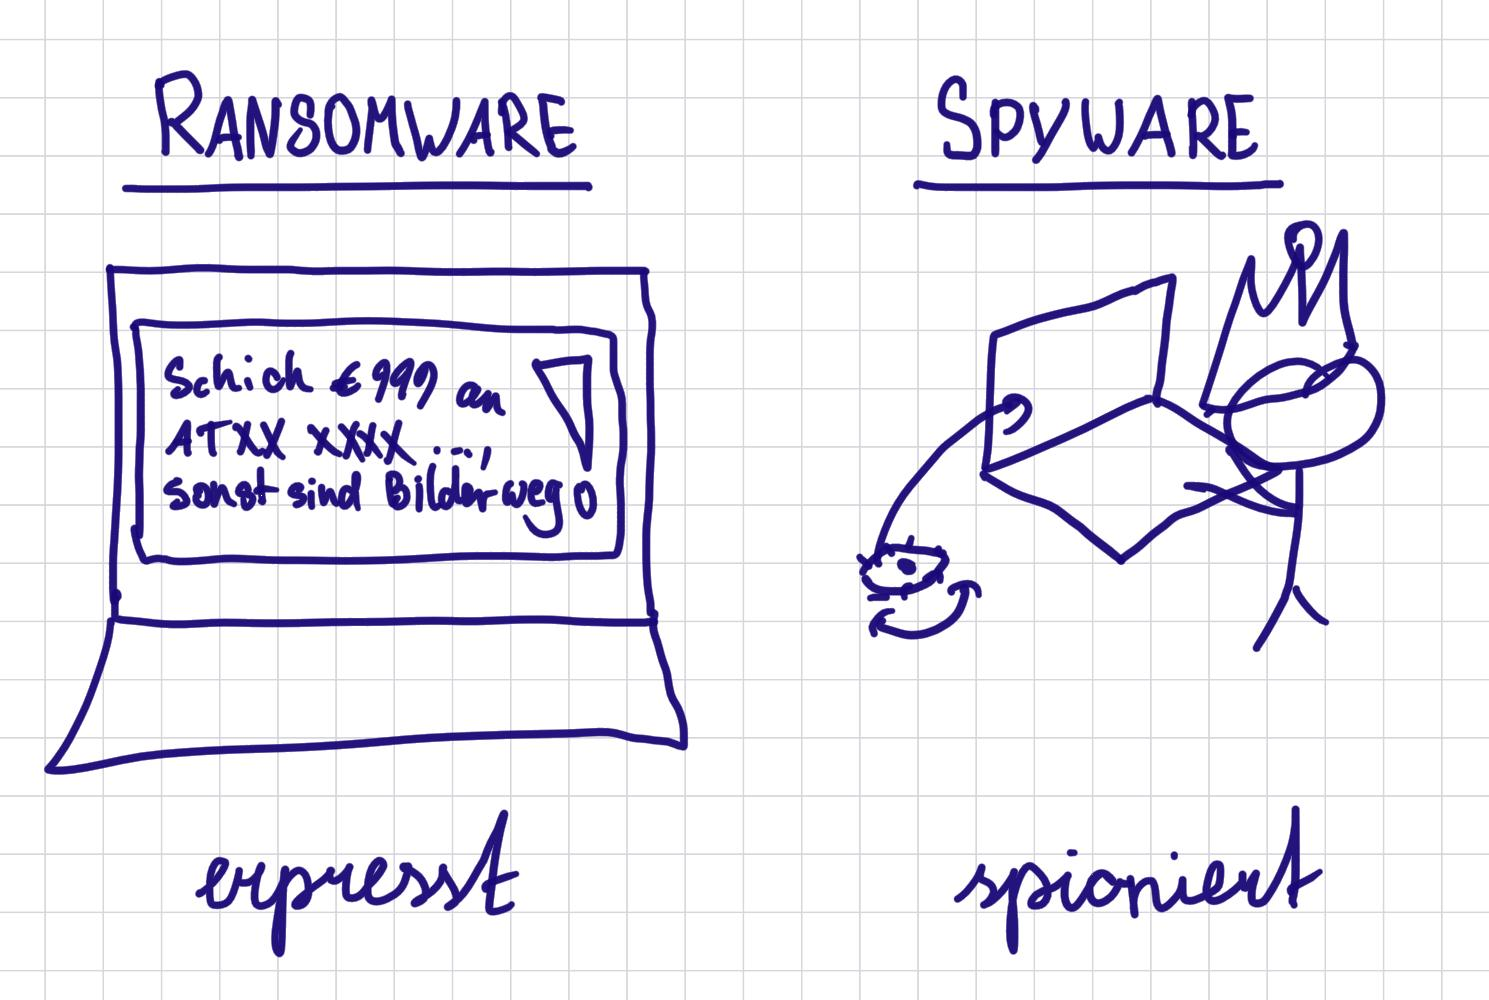 RANSOMWARE
SPYWARE
Schick € 999 an
ATXX XXXX ...,
sonst sind Bilder weg
erpresst
spioniert